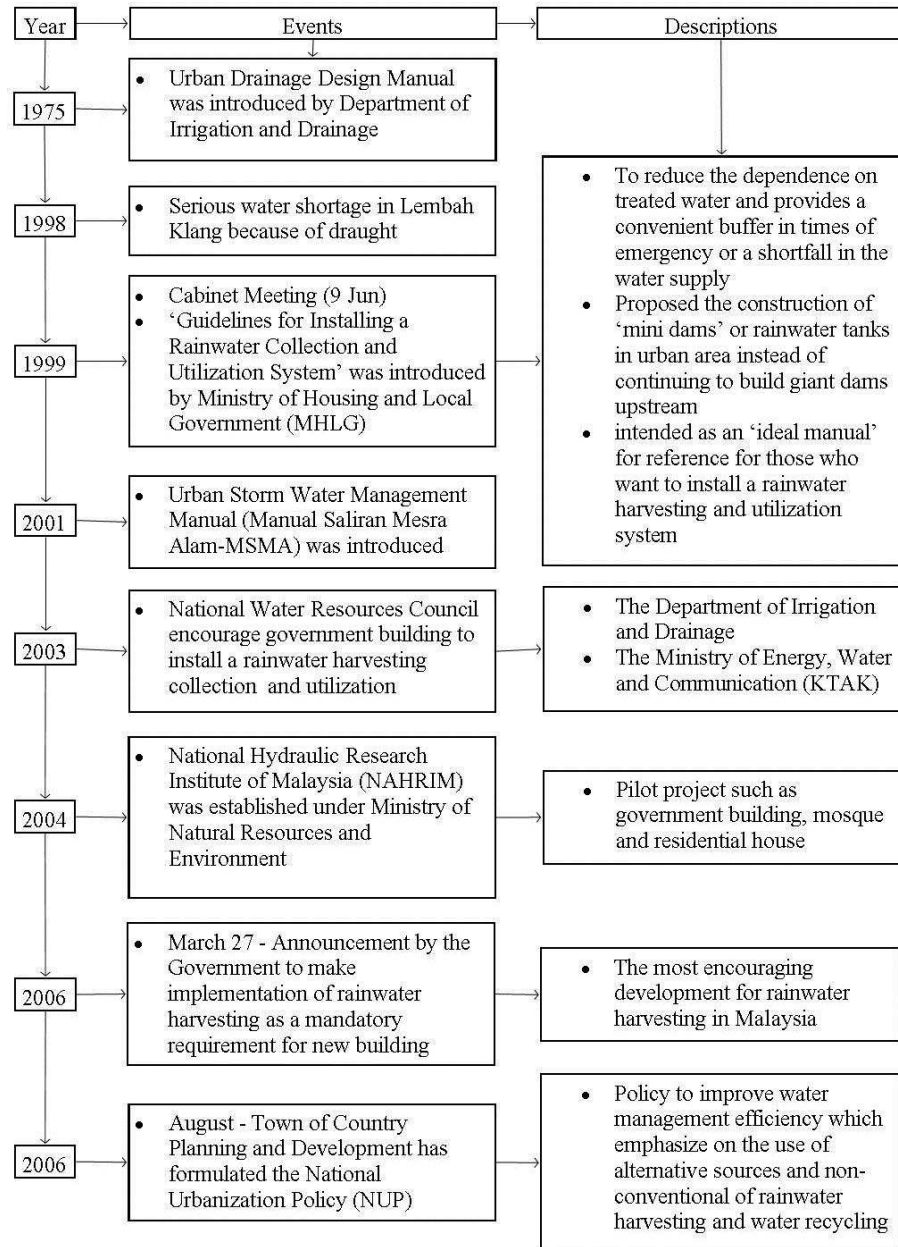 Year
Events
Descriptions
1975
• Urban Drainage Design Manual
was introduced by Department of
Irrigation and Drainage
1998
• Serious water shortage in Lembah
Klang because of draught
1999
• Cabinet Meeting (9 Jun)
• ‘Guidelines for Installing a
Rainwater Collection and
Utilization System’ was introduced
by Ministry of Housing and Local
Government (MHLG)
• To reduce the dependence on
treated water and provides a
convenient buffer in times of
emergency or a shortfall in the
water supply
• Proposed the construction of
‘mini dams’ or rainwater tanks
in urban area instead of
continuing to build giant dams
upstream
• intended as an ‘ideal manual’
for reference for those who
want to install a rainwater
harvesting and utilization
system
2001
• Urban Storm Water Management
Manual (Manual Saliran Mesra
Alam-MSMA) was introduced
2003
• National Water Resources Council
encourage government building to
install a rainwater harvesting
collection and utilization
• The Department of Irrigation
and Drainage
• The Ministry of Energy, Water
and Communication (KTAK)
2004
• National Hydraulic Research
Institute of Malaysia (NAHRIM)
was established under Ministry of
Natural Resources and
Environment
• Pilot project such as
government building, mosque
and residential house
2006
• March 27 - Announcement by the
Government to make
implementation of rainwater
harvesting as a mandatory
requirement for new building
• The most encouraging
development for rainwater
harvesting in Malaysia
2006
• August - Town of Country
Planning and Development has
formulated the National
Urbanization Policy (NUP)
• Policy to improve water
management efficiency which
emphasize on the use of
alternative sources and non-
conventional of rainwater
harvesting and water recycling